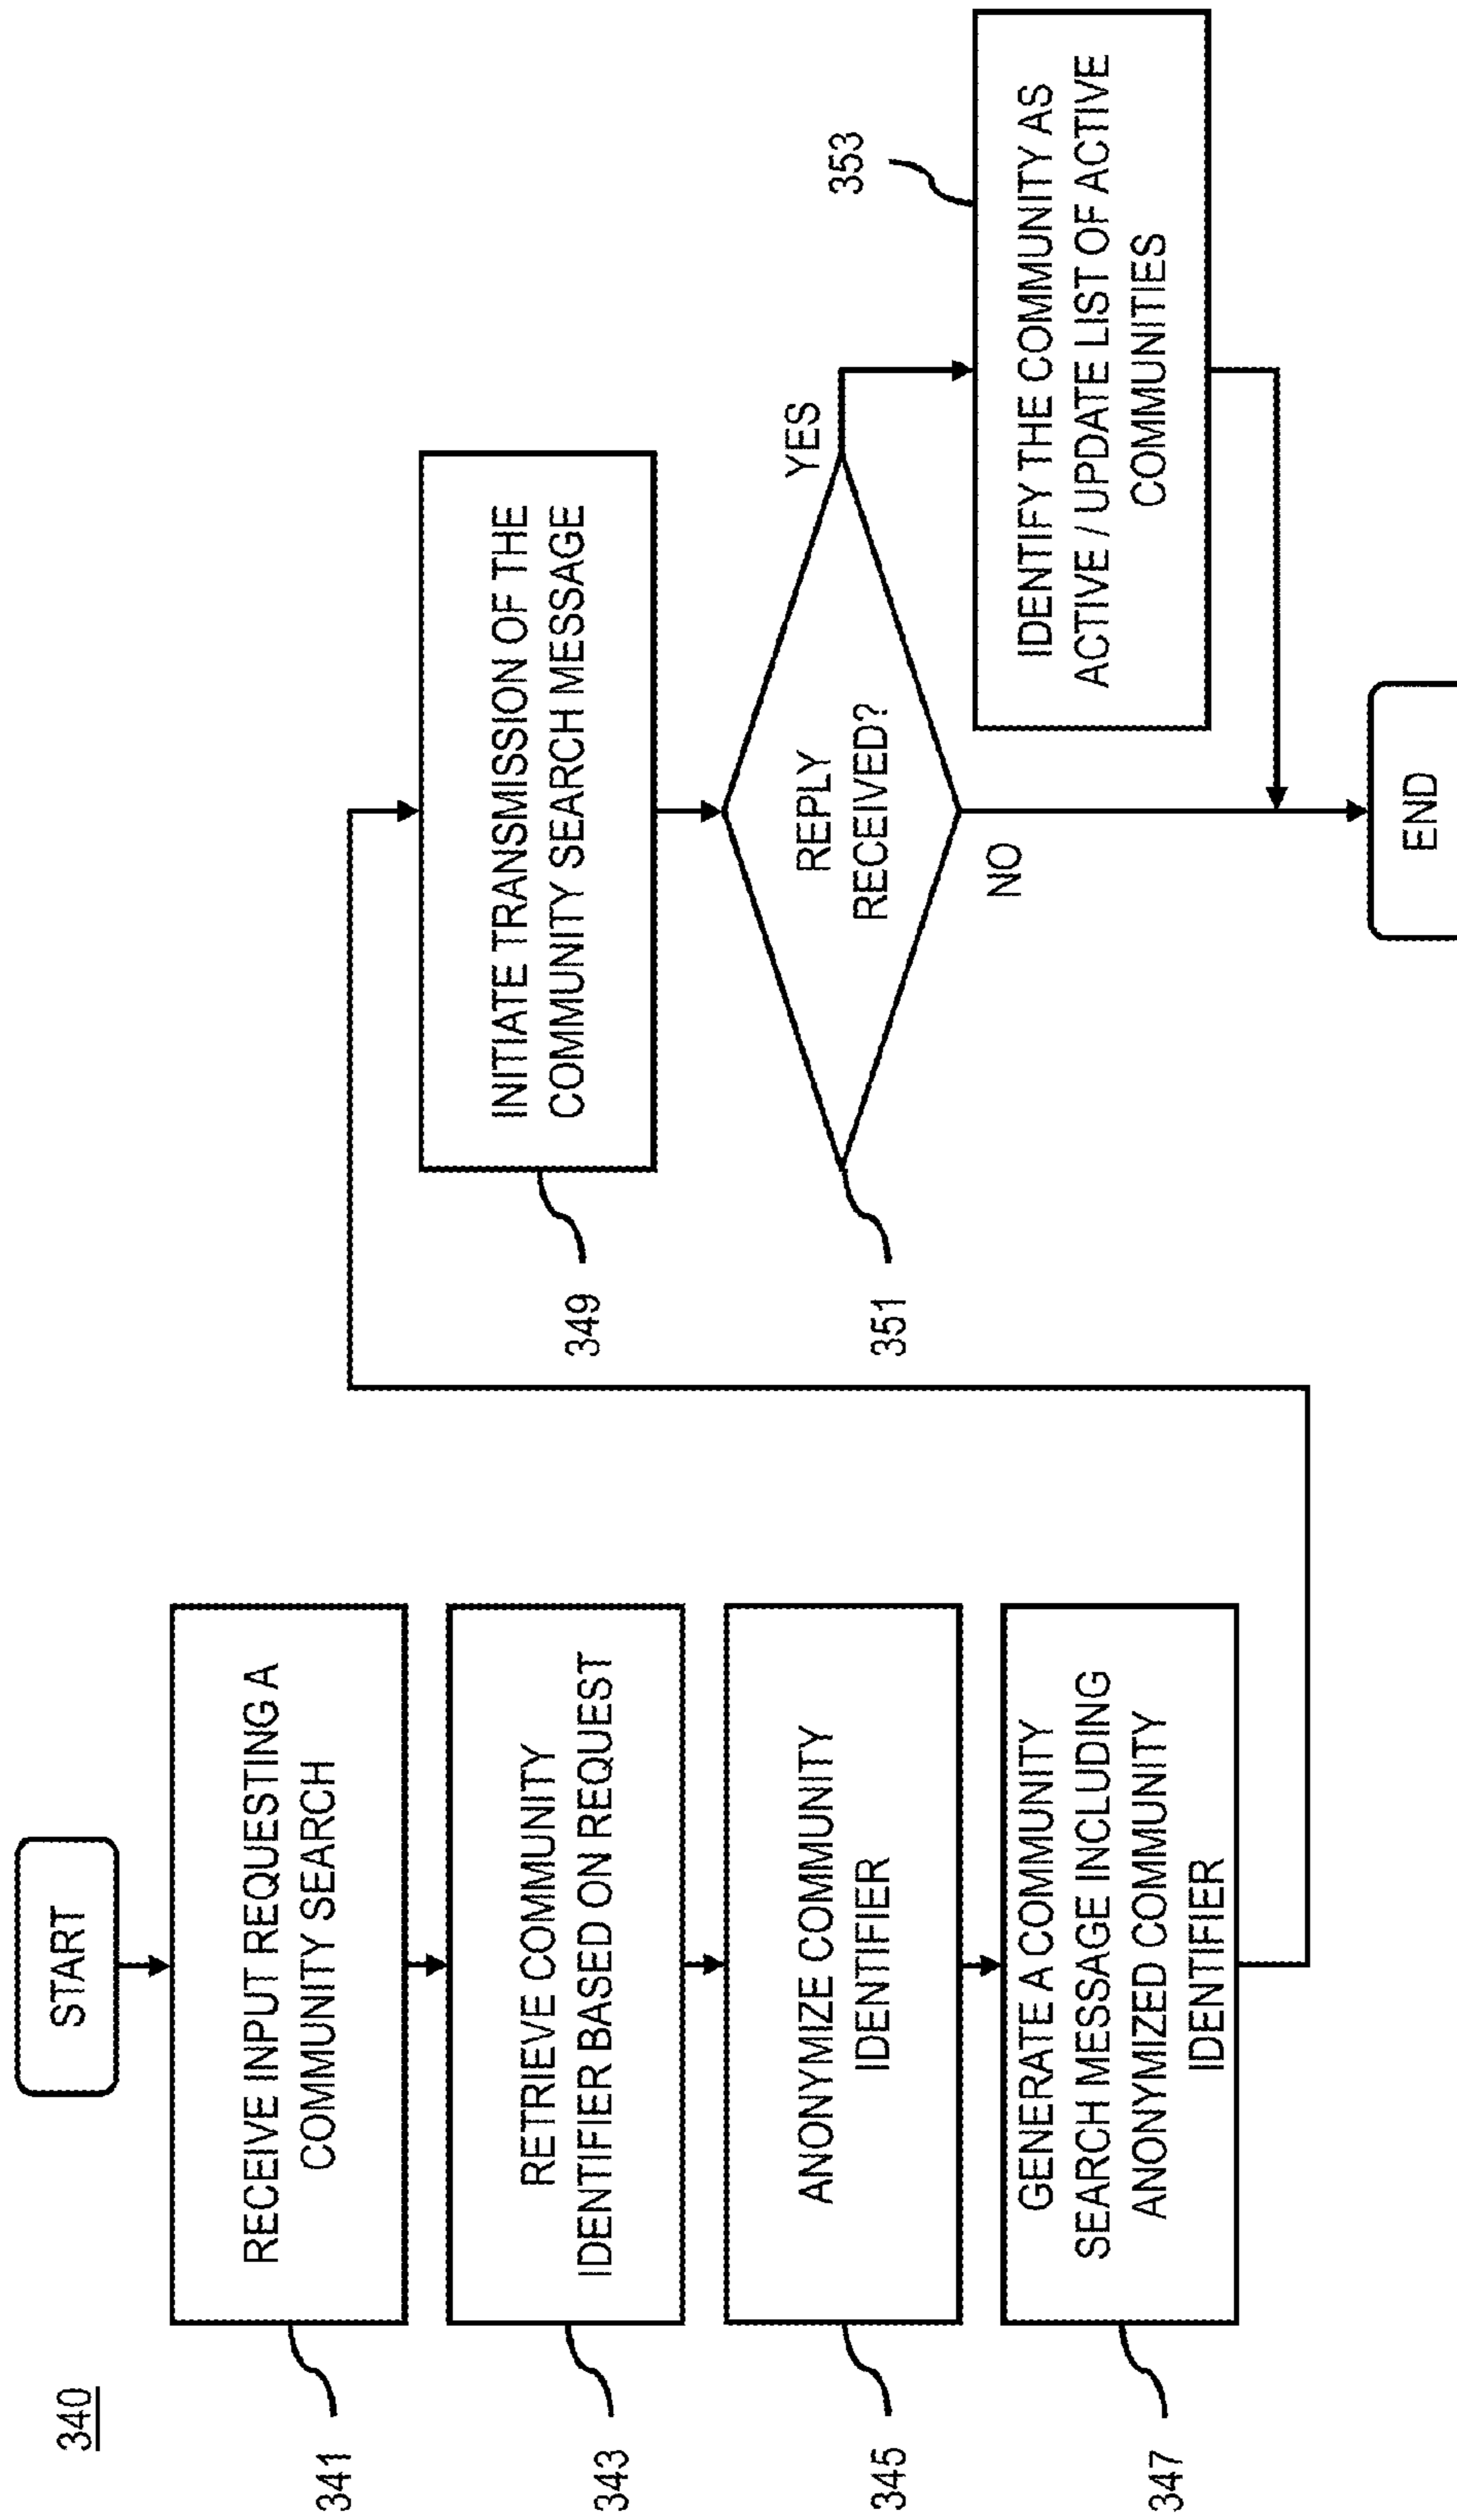 340
START
341
RECEIVE INPUT REQUESTING A
COMMUNITY SEARCH
343
RETRIEVE COMMUNITY
IDENTIFIER BASED ON REQUEST
345
ANONYMIZE COMMUNITY
IDENTIFIER
347
GENERATE A COMMUNITY
SEARCH MESSAGE INCLUDING
ANONYMIZED COMMUNITY
IDENTIFIER
349
INITIATE TRANSMISSION OF THE
COMMUNITY SEARCH MESSAGE
351
REPLY
RECEIVED?
YES
NO
353
IDENTIFY THE COMMUNITY AS
ACTIVE / UPDATE LIST OF ACTIVE
COMMUNITIES
END